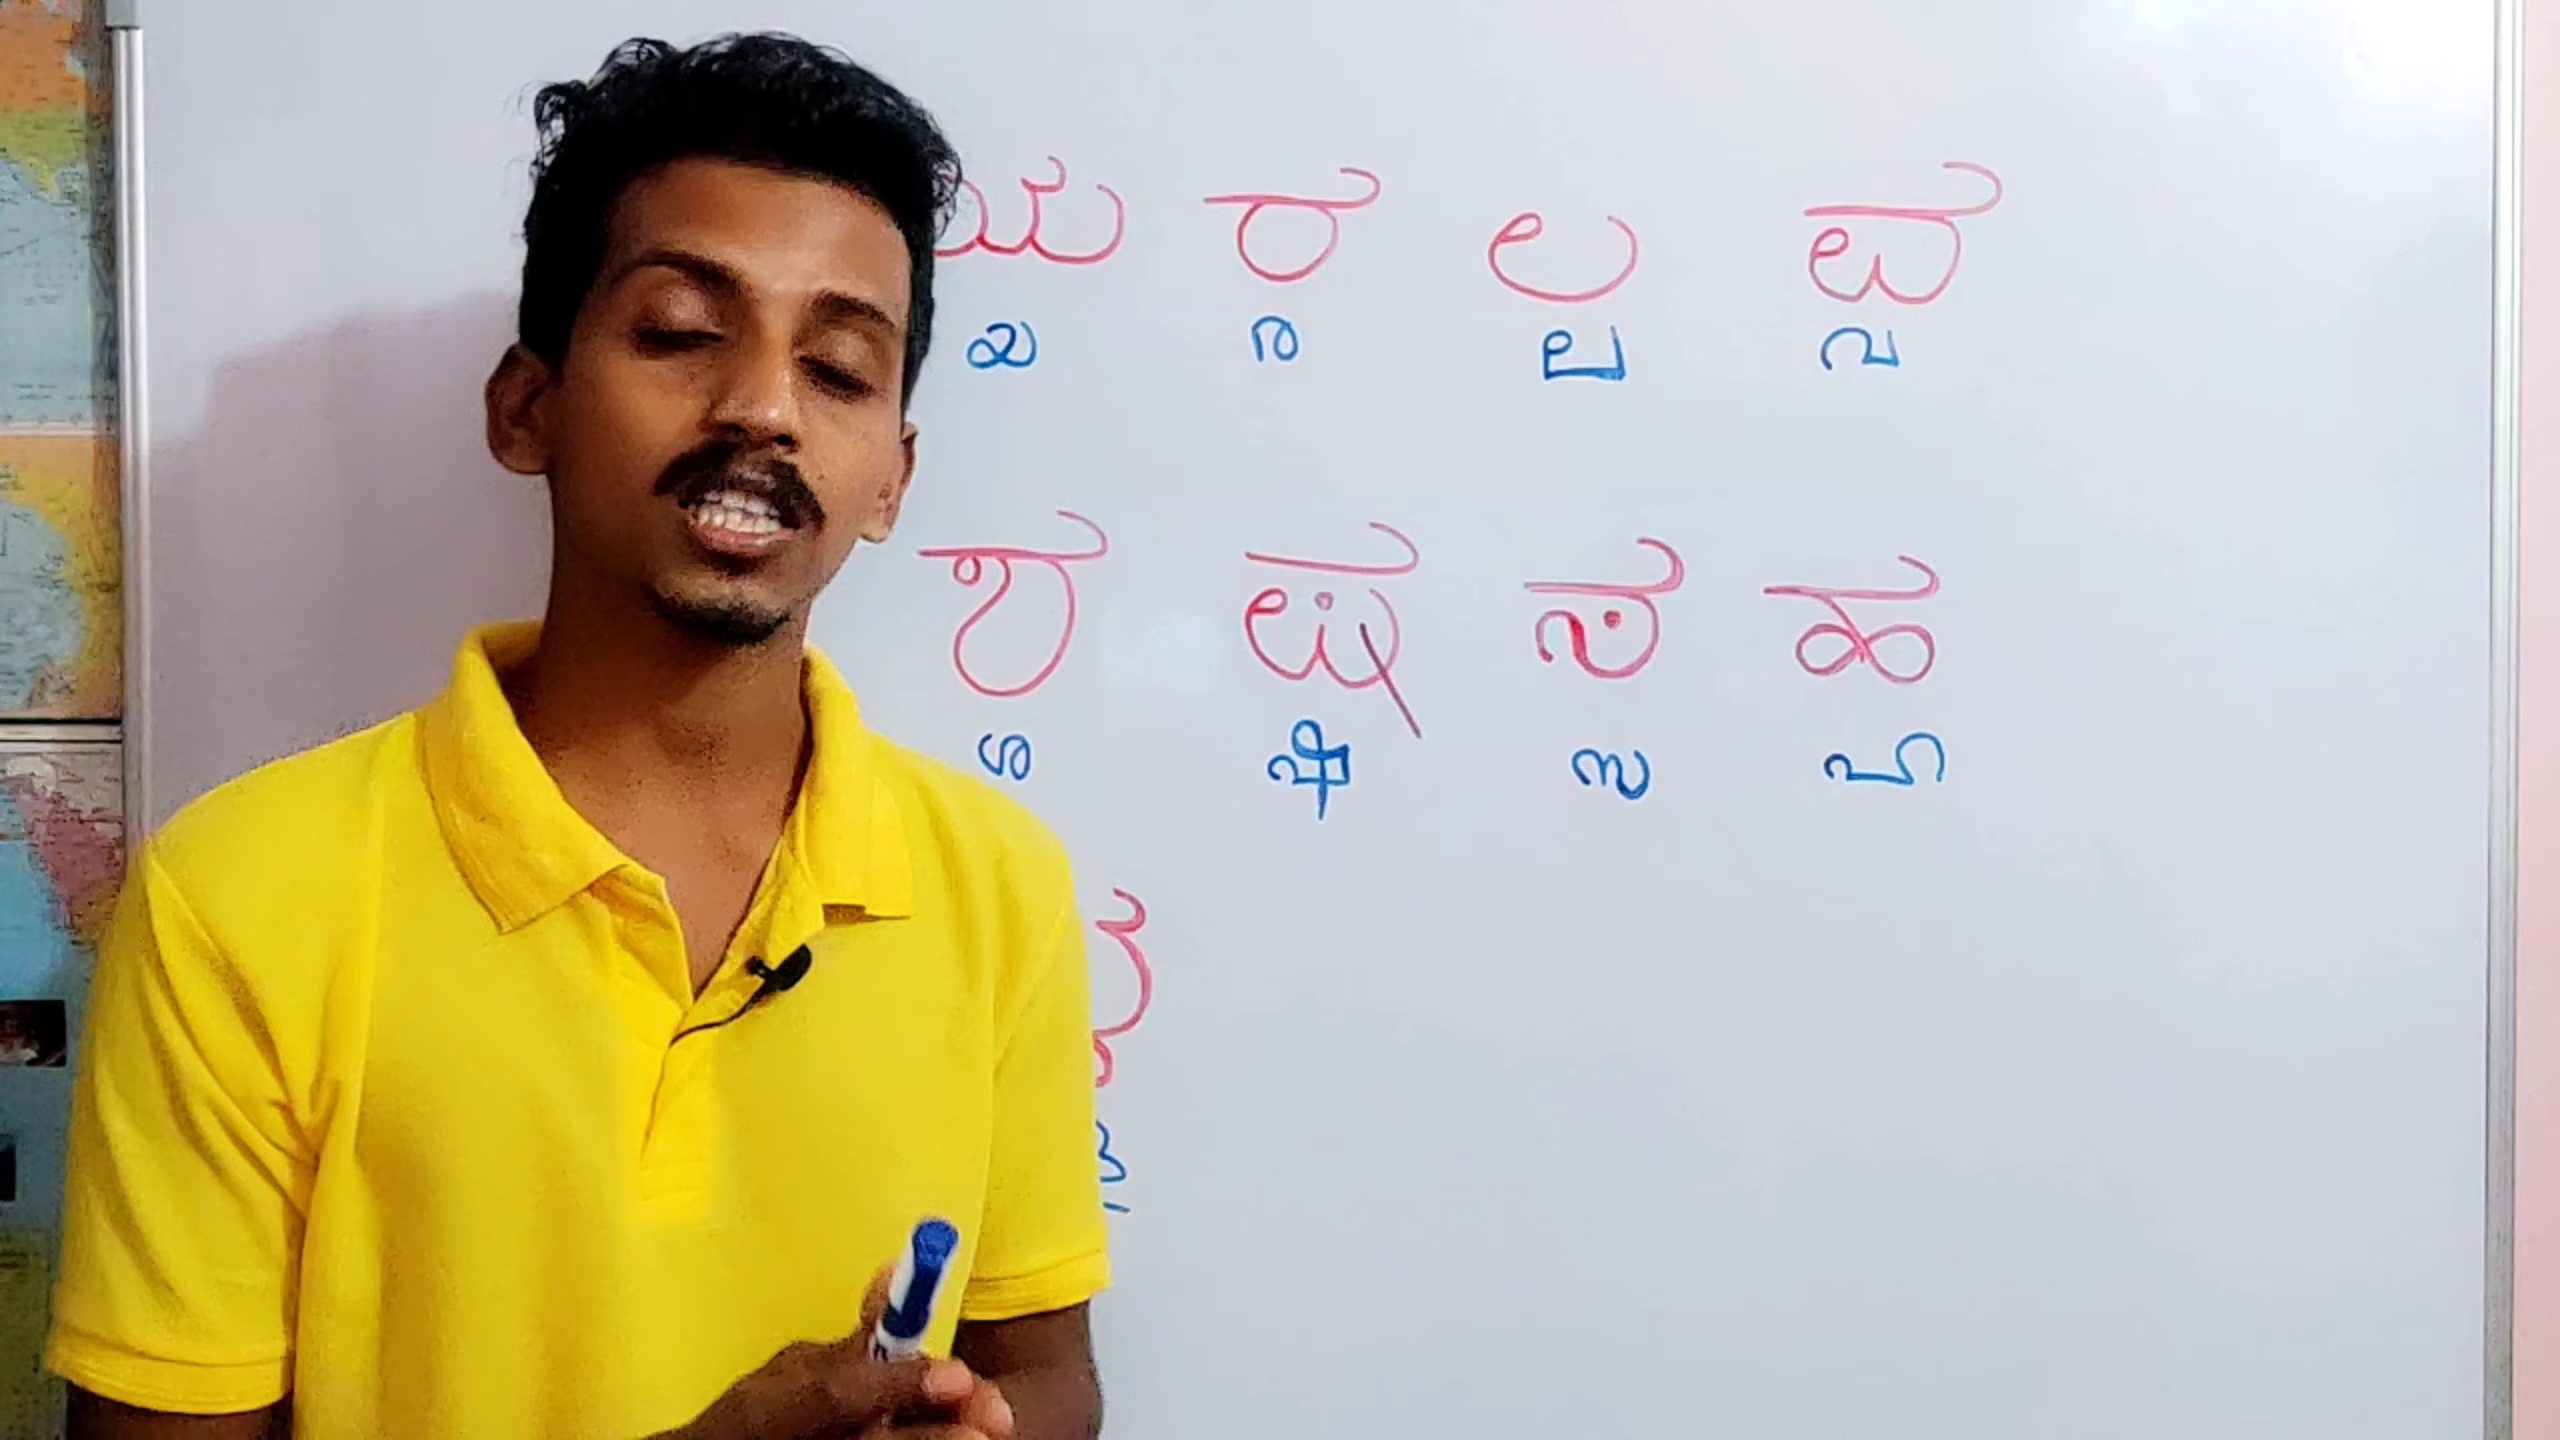 ಯ ರ ಲ ವ
യ ര ല വ
ಶ ಷ ಸ ಹ
ശ ഷ സ ഹ